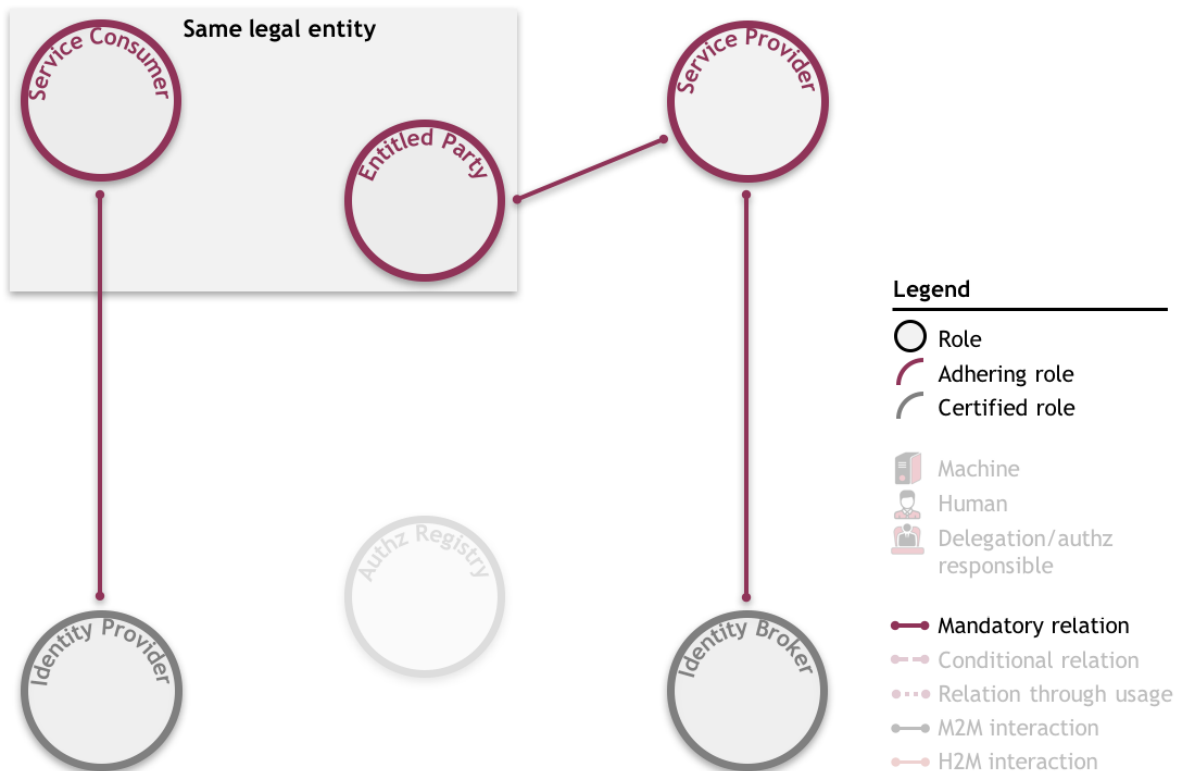 Same legal entity
Service Consumer
Service Provider
Entitled Party
Legend
Role
Adhering role
Certified role
Machine
Human
Delegation/authz
responsible
Authz Registry
Identity Provider
Identity Broker
Mandatory relation
Conditional relation
Relation through usage
M2M interaction
H2M interaction